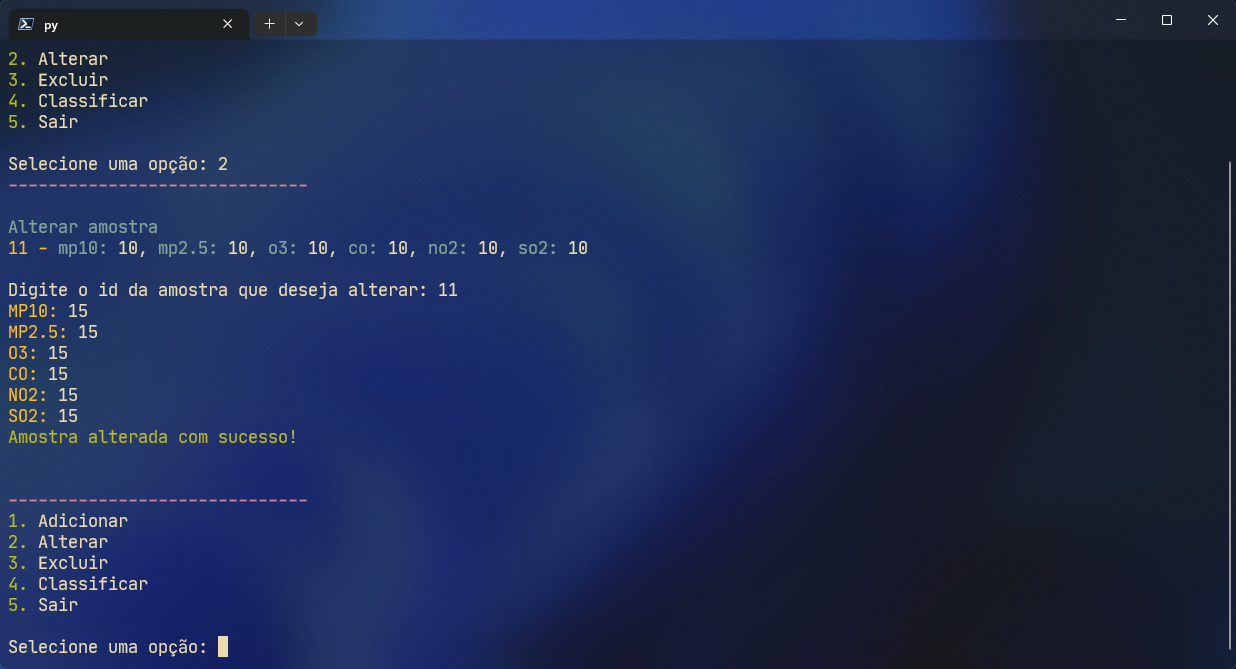 py
2. Alterar
3. Excluir
4. Classificar
5. Sair
Selecione uma opção: 2
------------------------------
Alterar amostra
11 - mp10: 10, mp2.5: 10, o3: 10, co: 10, no2: 10, so2: 10
Digite o id da amostra que deseja alterar: 11
MP10: 15
MP2.5: 15
O3: 15
CO: 15
NO2: 15
SO2: 15
Amostra alterada com sucesso!
------------------------------
1. Adicionar
2. Alterar
3. Excluir
4. Classificar
5. Sair
Selecione uma opção: